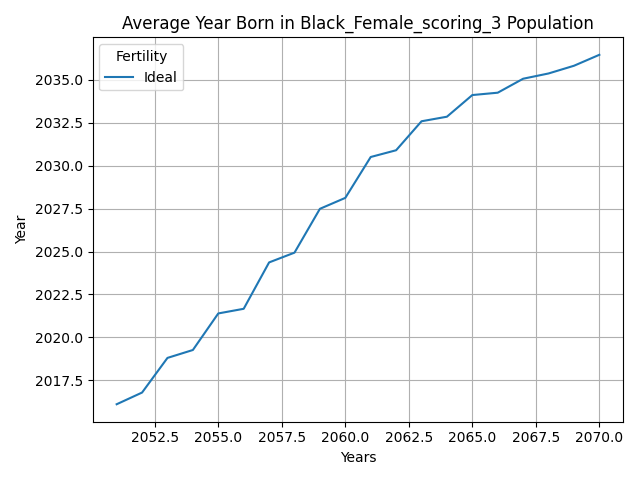 Average Year Born in Black_Female_scoring_3 Population
Fertility
Ideal
2035.0
2032.5
2030.0
2027.5
2025.0
2022.5
2020.0
2017.5
Year
2052.5 2055.0 2057.5 2060.0 2062.5 2065.0 2067.5 2070.0
Years